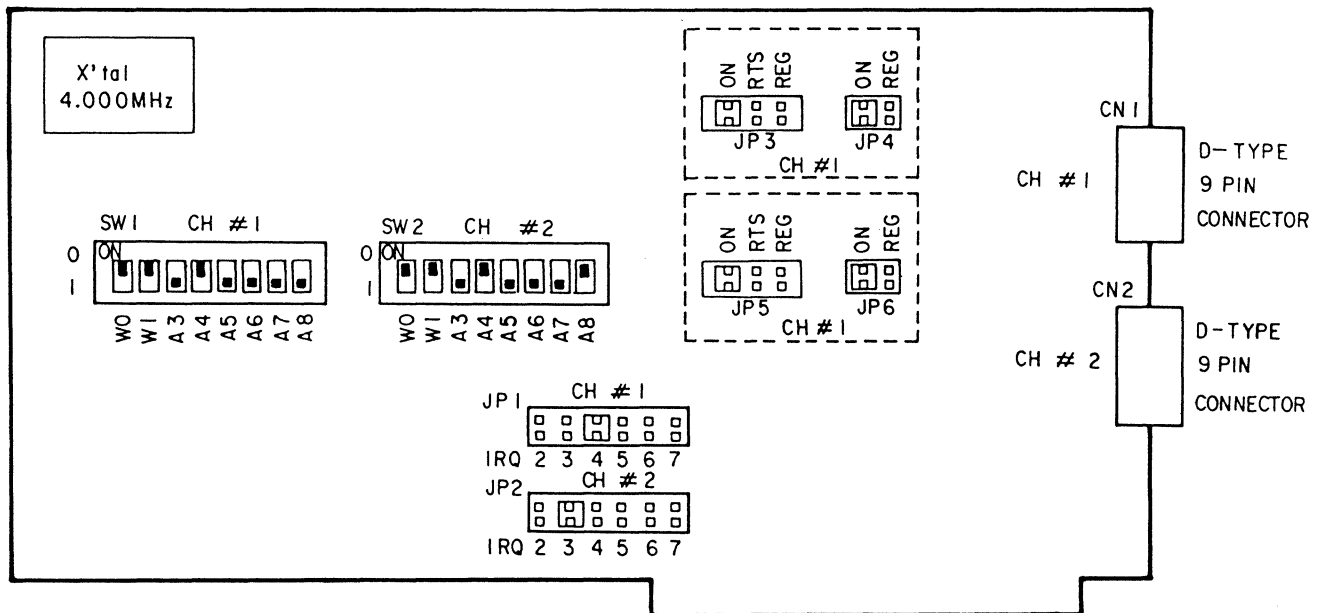 X'tal
4.000MHz
ON RTS REG
ON REG
JP3
JP4
CH #1
CN1
CH #1
D-TYPE
9 PIN
CONNECTOR
SW1 CH #1
0 ON
1
W0 W1 A3 A4 A5 A6 A7 A8
SW2 CH #2
0 ON
1
W0 W1 A3 A4 A5 A6 A7 A8
ON RTS REG
ON REG
JP5
JP6
CH #1
CN2
CH # 2
D-TYPE
9 PIN
CONNECTOR
JP1 CH #1
IRQ 2 3 4 5 6 7
JP2 CH #2
IRQ 2 3 4 5 6 7